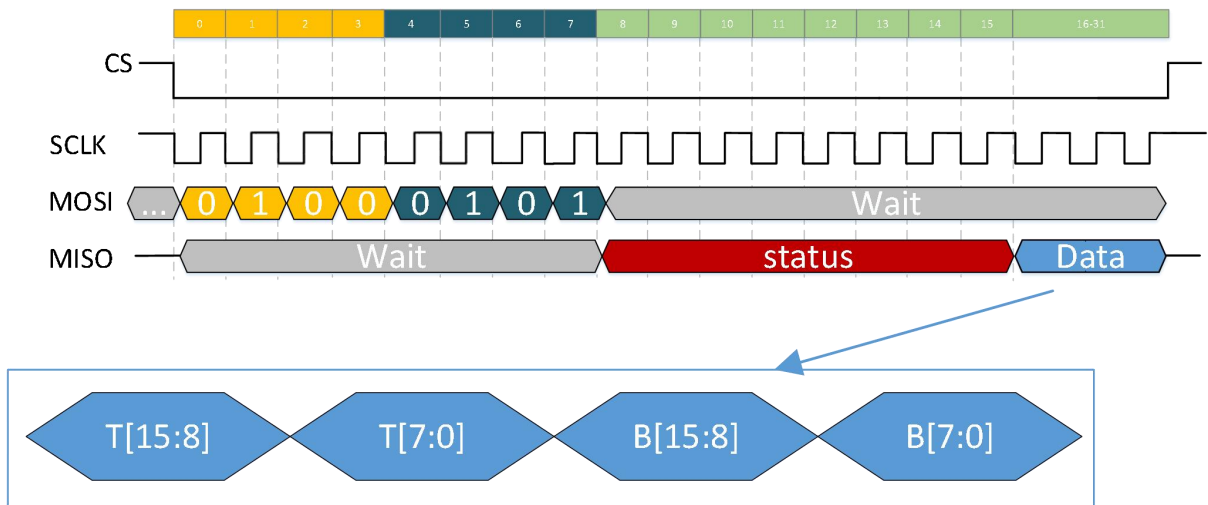 0 1 2 3 4 5 6 7 8 9 10 11 12 13 14 15 16-31
CS
SCLK
MOSI ... 0 1 0 0 0 1 0 1 Wait
MISO Wait status Data
T[15:8] T[7:0] B[15:8] B[7:0]